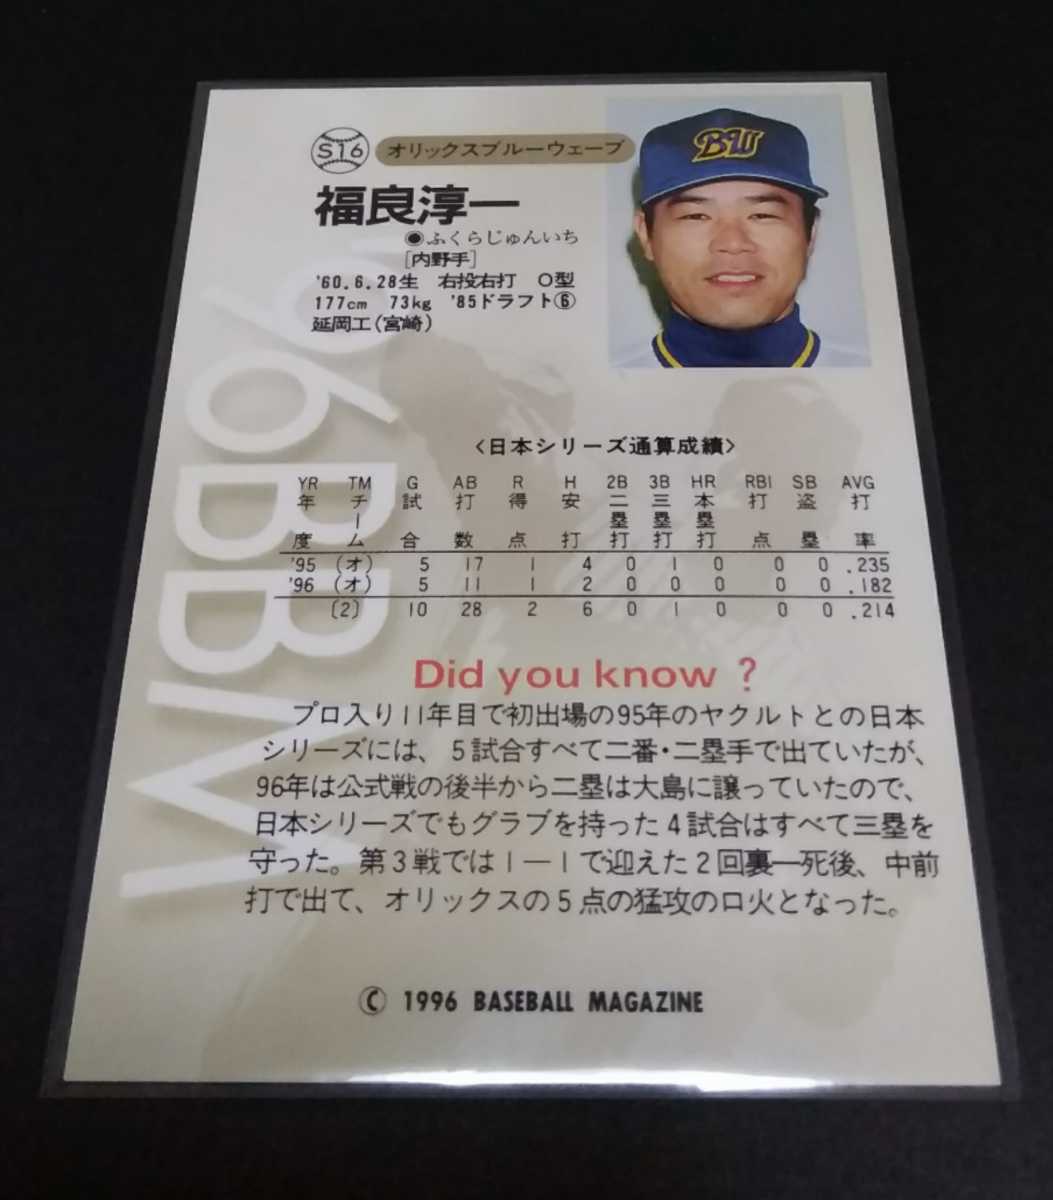 S16 オリックスブルーウェーブ
BW
福良淳一
●ふくらじゅんいち
[内野手]
'60.6.28生 右投右打 O型
177cm 73kg '85ドラフト⑥
延岡工(宮崎)
'96BBM
<日本シリーズ通算成績>
YR TM G AB R H 2B 3B HR RBI SB AVG
年度 チーム 試合 打数 得点 安打 二塁打 三塁打 本塁打 打点 盗塁 打率
'95 (オ) 5 17 1 4 0 1 0 0 0 .235
'96 (オ) 5 11 1 2 0 0 0 0 0 .182
〔2〕 10 28 2 6 0 1 0 0 0 .214
Did you know ?
プロ入り11年目で初出場の95年のヤクルトとの日本
シリーズには、5試合すべて二番・二塁手で出ていたが、
96年は公式戦の後半から二塁は大島に譲っていたので、
日本シリーズでもグラブを持った4試合はすべて三塁を
守った。第3戦では1―1で迎えた2回裏一死後、中前
打で出て、オリックスの5点の猛攻の口火となった。
© 1996 BASEBALL MAGAZINE